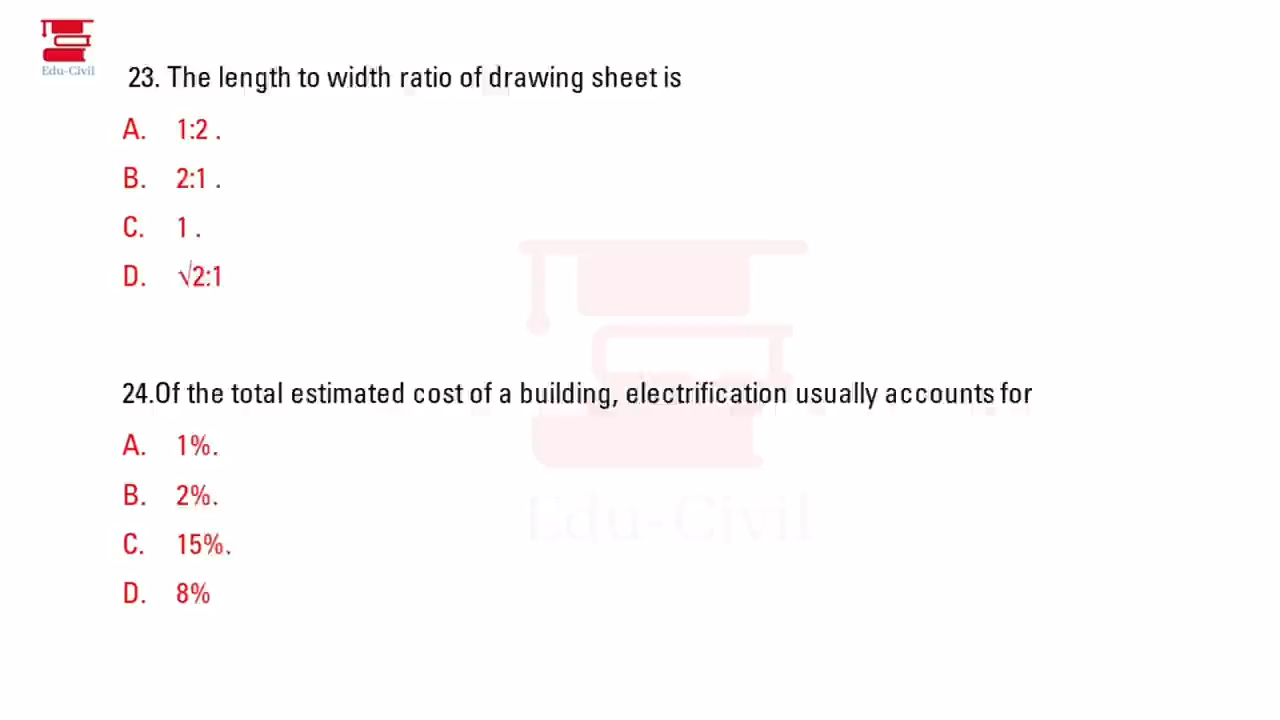 Edu-Civil
23. The length to width ratio of drawing sheet is
A. 1:2 .
B. 2:1 .
C. 1 .
D. √2:1
24.Of the total estimated cost of a building, electrification usually accounts for
A. 1%.
B. 2%.
C. 15%.
D. 8%
Edu-Civil